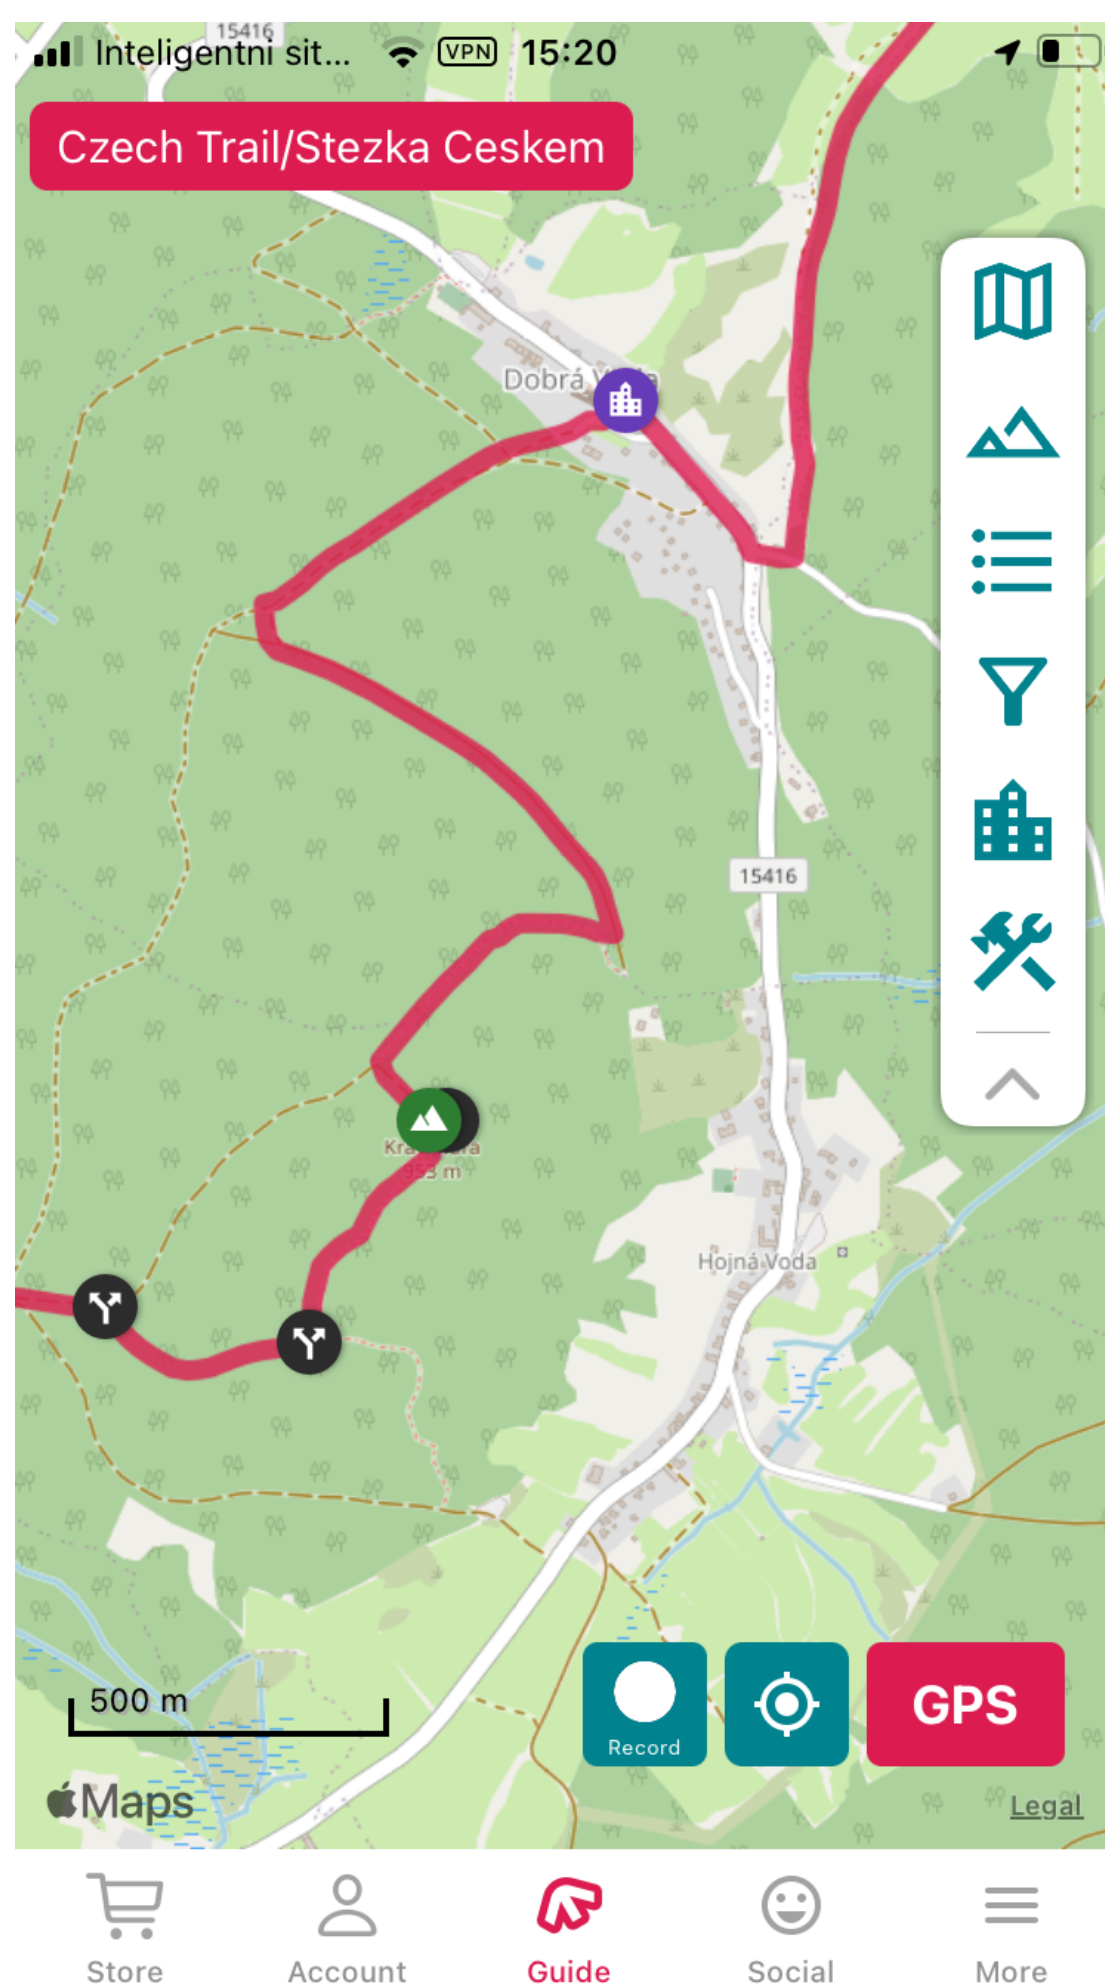 15416
Inteligentni sit...
VPN
15:20
Czech Trail/Stezka Ceskem
Dobrá
15416
953 m
Hojná Voda
500 m
Record
GPS
Maps
Legal
Store
Account
Guide
Social
More